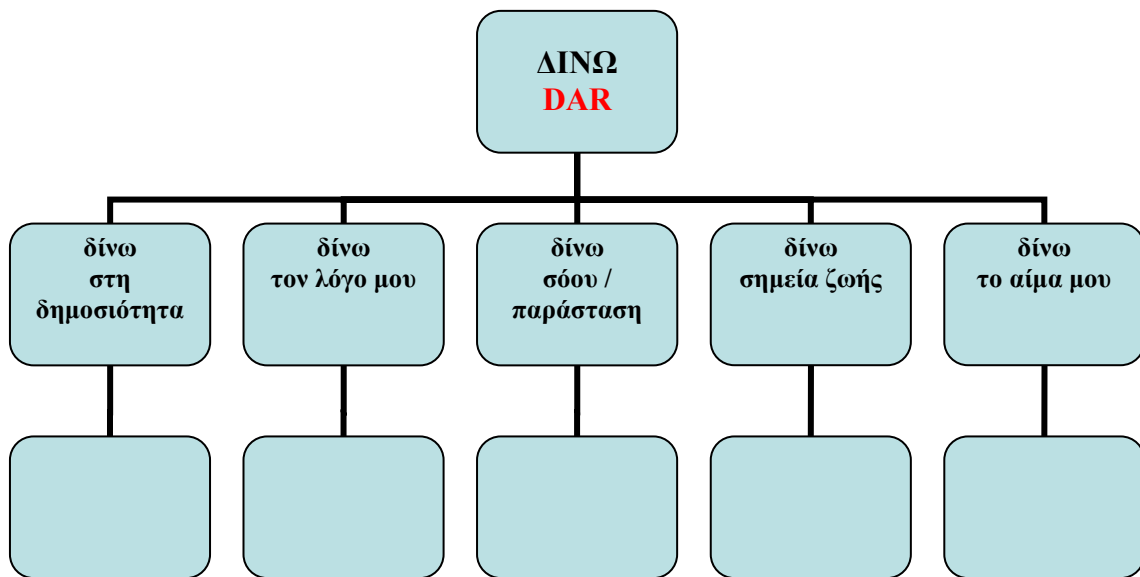 ΔΙΝΩ
DAR
δίνω
στη
δημοσιότητα
δίνω
τον λόγο μου
δίνω
σόου /
παράσταση
δίνω
σημεία ζωής
δίνω
το αίμα μου